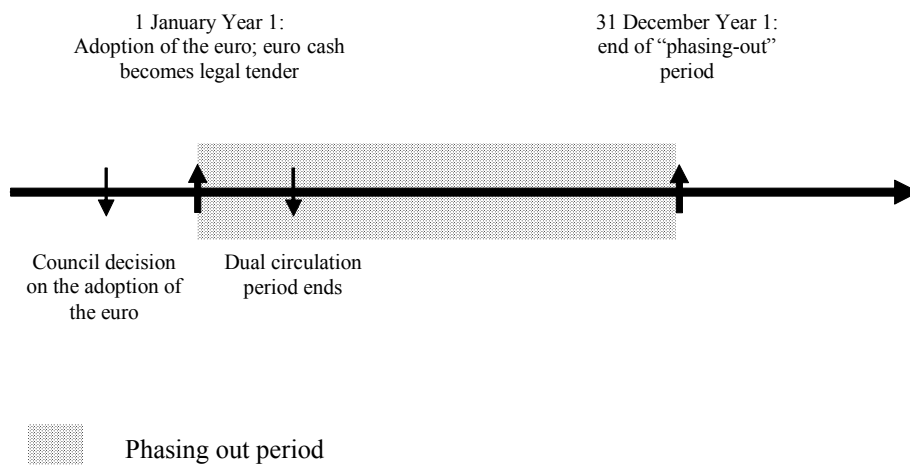 1 January Year 1:
Adoption of the euro; euro cash
becomes legal tender
31 December Year 1:
end of “phasing-out”
period
Council decision
on the adoption of
the euro
Dual circulation
period ends
Phasing out period